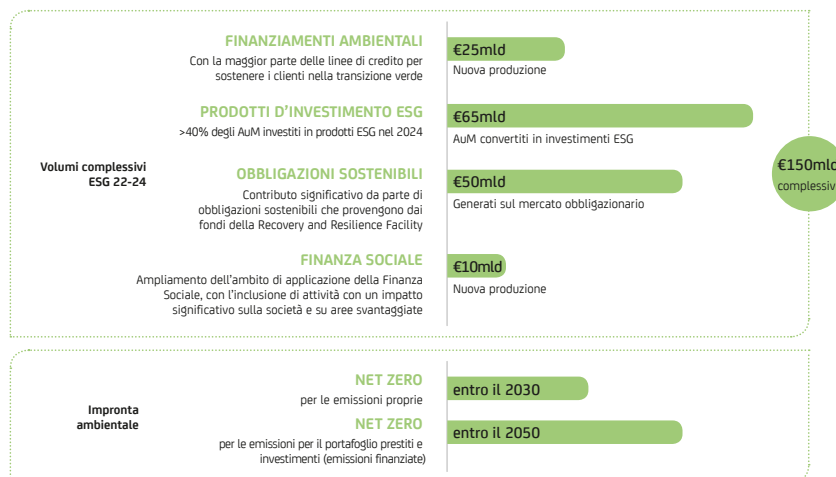 FINANZIAMENTI AMBIENTALI
Con la maggior parte delle linee di credito per
sostenere i clienti nella transizione verde
€25mld
Nuova produzione
PRODOTTI D'INVESTIMENTO ESG
>40% degli AuM investiti in prodotti ESG nel 2024
€65mld
AuM convertiti in investimenti ESG
Volumi complessivi
ESG 22-24
OBBLIGAZIONI SOSTENIBILI
Contributo significativo da parte di
obbligazioni sostenibili che provengono dai
fondi della Recovery and Resilience Facility
€50mld
Generati sul mercato obbligazionario
€150mld
complessivi
FINANZA SOCIALE
Ampliamento dell'ambito di applicazione della Finanza
Sociale, con l'inclusione di attività con un impatto
significativo sulla società e su aree svantaggiate
€10mld
Nuova produzione
Impronta
ambientale
NET ZERO
per le emissioni proprie
entro il 2030
NET ZERO
per le emissioni per il portafoglio prestiti e
investimenti (emissioni finanziate)
entro il 2050